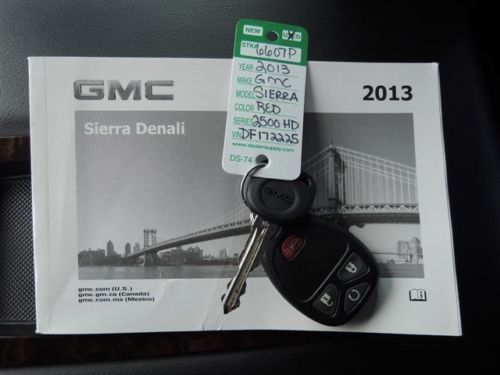 NEW USED
STK# 6607P
YEAR 2013
MAKE GMC
MODEL SIERRA
COLOR RED
SERIES 2500 HD
VIN DF172225
www.dealersupply.com
DS-74
GMC
2013
Sierra Denali
GMC
gmc.com (U.S.)
gmc.gm.ca (Canada)
gmc.com.mx (Mexico)